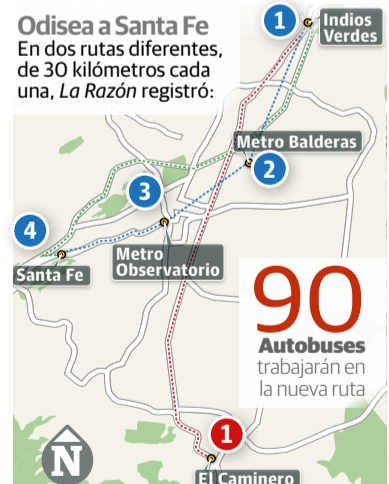 Odisea a Santa Fe
En dos rutas diferentes,
de 30 kilómetros cada
una, La Razón registró:
1
Indios
Verdes
Metro Balderas
2
3
4
Santa Fe
Metro
Observatorio
90
Autobuses
trabajarán en
la nueva ruta
1
El Caminero
N